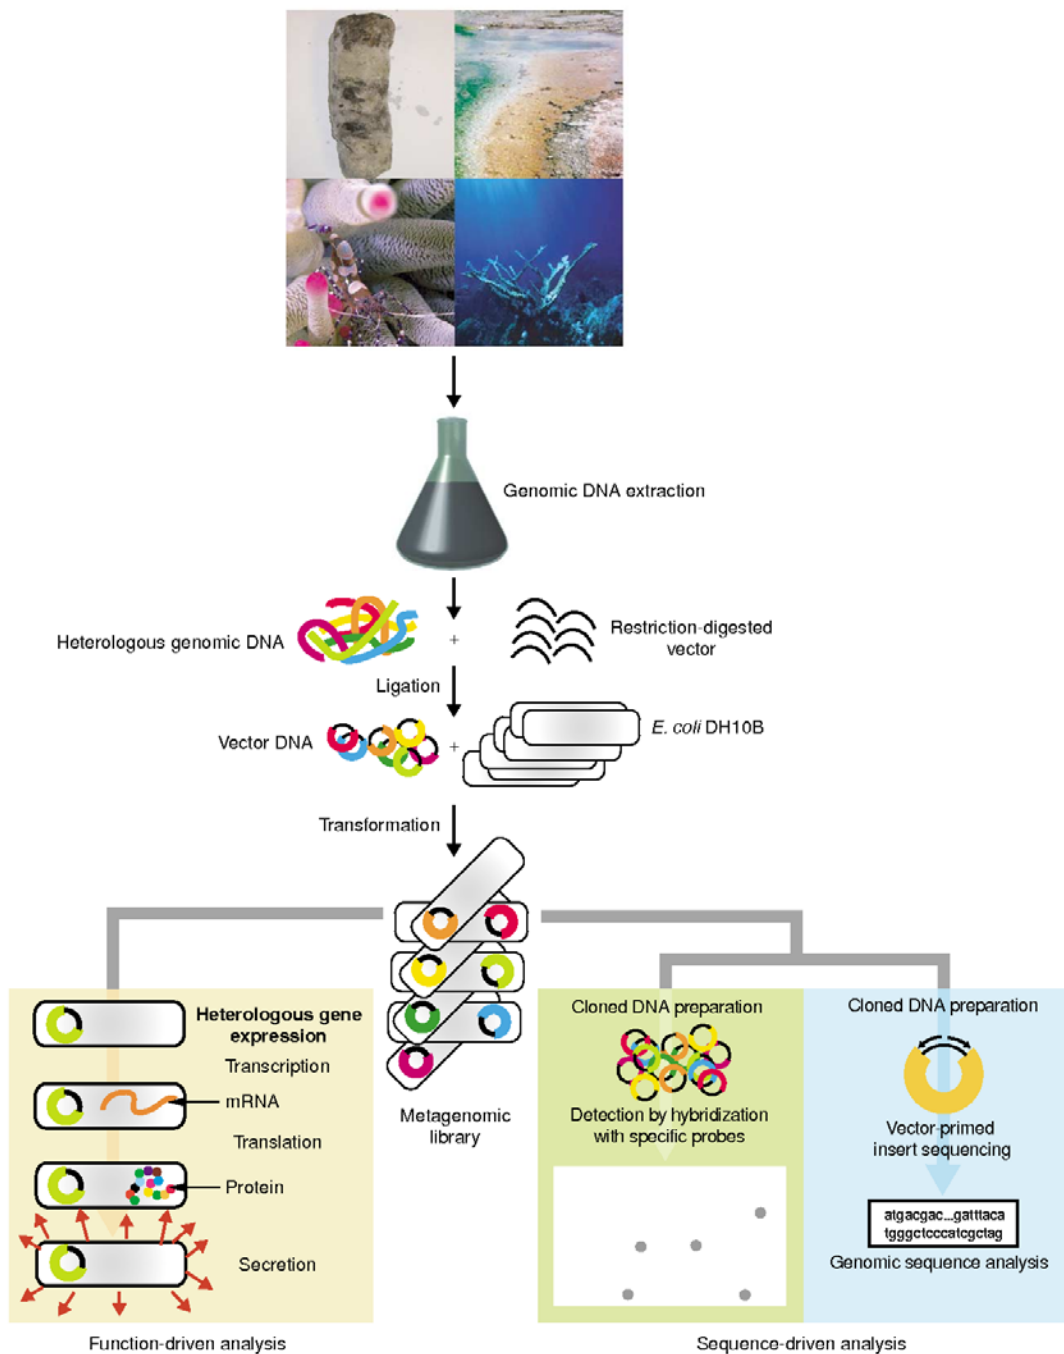 Genomic DNA extraction
Heterologous genomic DNA
+
Restriction-digested
vector
Ligation
Vector DNA
+
E. coli DH10B
Transformation
Metagenomic
library
Heterologous gene
expression
Transcription
mRNA
Translation
Protein
Secretion
Function-driven analysis
Cloned DNA preparation
Detection by hybridization
with specific probes
Cloned DNA preparation
Vector-primed
insert sequencing
atgacgac...gatttaca
tgggctcccatcgctag
Genomic sequence analysis
Sequence-driven analysis